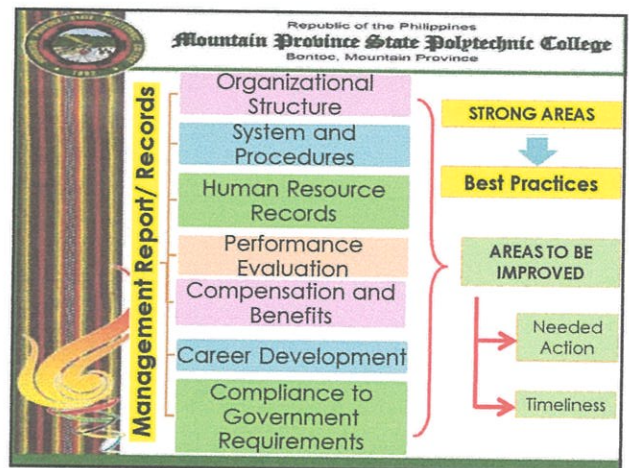 Republic of the Philippines
Mountain Province State Polytechnic College
Bontoc, Mountain Province
Management Report/ Records
Organizational
Structure
System and
Procedures
Human Resource
Records
Performance
Evaluation
Compensation and
Benefits
Career Development
Compliance to
Government
Requirements
STRONG AREAS
Best Practices
AREAS TO BE
IMPROVED
Needed
Action
Timeliness